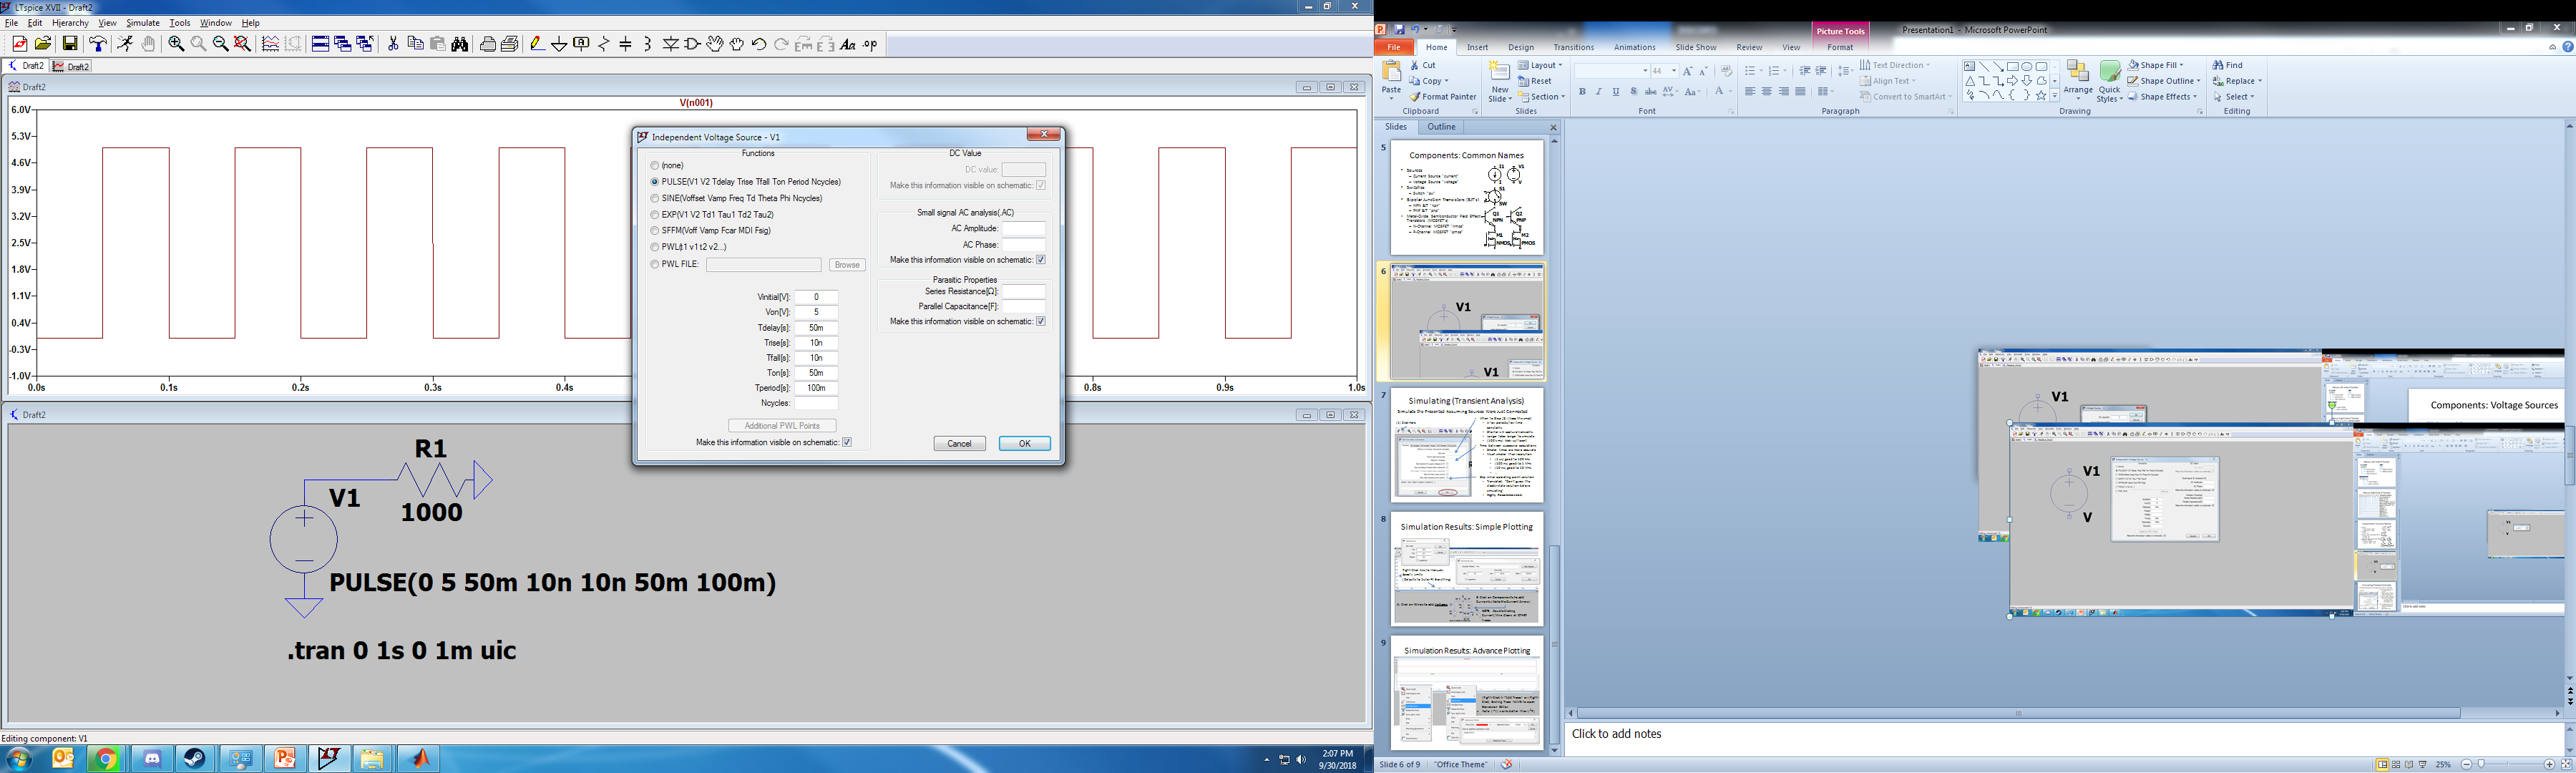 LTspice XVII - Draft2
File Edit Hierarchy View Simulate Tools Window Help
Draft2 Draft2
Draft2
V(n001)
6.0V
5.3V
4.6V
3.9V
3.2V
2.5V
1.8V
1.1V
0.4V
-0.3V
-1.0V
0.0s 0.1s 0.2s 0.3s 0.4s 0.8s 0.9s 1.0s
Independent Voltage Source - V1
Functions
(none)
PULSE(V1 V2 Tdelay Trise Tfall Ton Period Ncycles)
SINE(Voffset Vamp Freq Td Theta Phi Ncycles)
EXP(V1 V2 Td1 Tau1 Td2 Tau2)
SFFM(Voff Vamp Fcar MDI Fsig)
PWL(t1 v1 t2 v2...)
PWL FILE: Browse
Vinitial[V]: 0
Von[V]: 5
Tdelay[s]: 50m
Trise[s]: 10n
Tfall[s]: 10n
Ton[s]: 50m
Tperiod[s]: 100m
Ncycles:
Additional PWL Points
Make this information visible on schematic:
DC Value
DC value:
Make this information visible on schematic:
Small signal AC analysis(.AC)
AC Amplitude:
AC Phase:
Make this information visible on schematic:
Parasitic Properties
Series Resistance[Ω]:
Parallel Capacitance[F]:
Make this information visible on schematic:
Cancel OK
Draft2
R1
V1
1000
PULSE(0 5 50m 10n 10n 50m 100m)
.tran 0 1s 0 1m uic
Editing component: V1
2:07 PM
9/30/2018
Picture Tools
Presentation1 - Microsoft PowerPoint
File Home Insert Design Transitions Animations Slide Show Review View Format
Paste
Cut
Copy
Format Painter
Clipboard
New Slide
Layout
Reset
Section
Slides
44
Font
Text Direction
Align Text
Convert to SmartArt
Paragraph
Arrange
Quick Styles
Shape Fill
Shape Outline
Shape Effects
Drawing
Find
Replace
Select
Editing
Slides Outline
5
Components: Common Names
6
V1
V1
7
Simulating (Transient Analysis)
8
Simulation Results: Simple Plotting
9
Simulation Results: Advance Plotting
V1
Components: Voltage Sources
V1
V
Click to add notes
Slide 6 of 9 "Office Theme" 25%